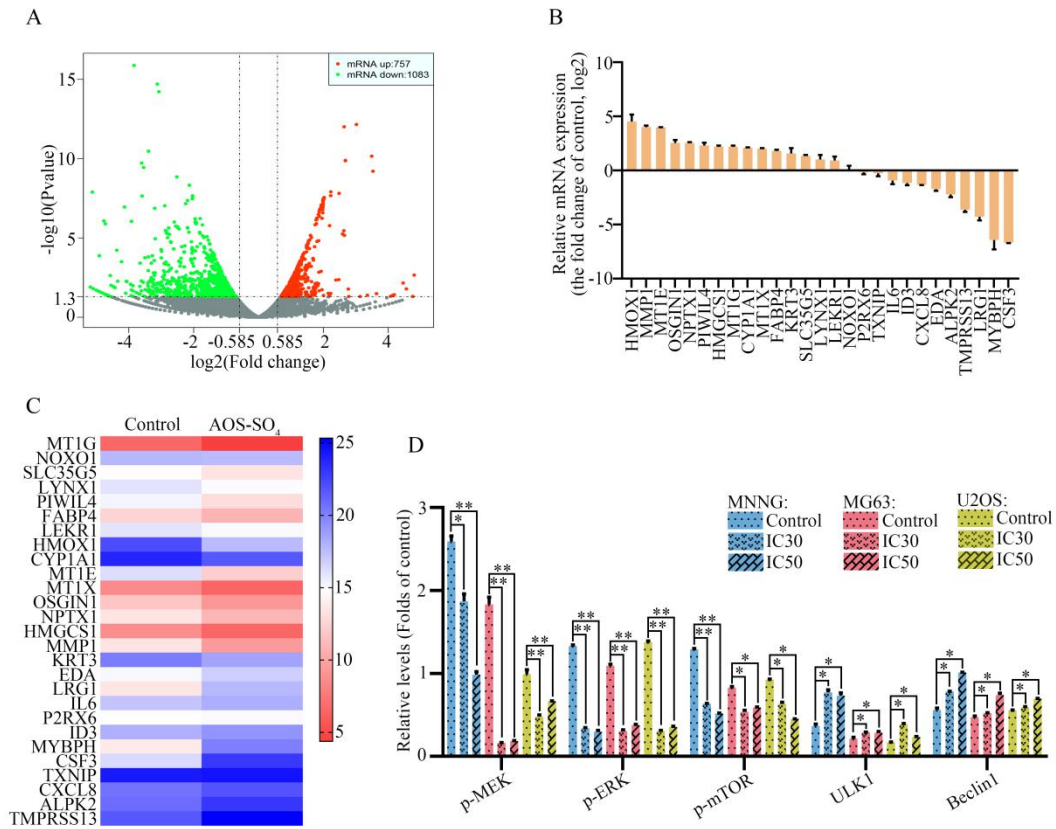 A
mRNA up:757
mRNA down:1083
15
10
5
1.3
0
-log10(Pvalue)
-4 -2 -0.585 0.585 2 4
log2(Fold change)
B
Relative mRNA expression
(the fold change of control, log2)
10
5
0
-5
-10
HMOX1
MMP1
MT1E
OSGIN1
NPTX1
PIWIL4
HMGCS1
MT1G
CYP1A1
MT1X
FABP4
KRT3
SLC35G5
LYNX1
LEKR1
NOXO1
P2RX6
TXNIP
IL6
ID3
CXCL8
EDA
ALPK2
TMPRSS13
LRG1
MYBPH
CSF3
C
Control AOS-SO4
MT1G
NOXO1
SLC35G5
LYNX1
PIWIL4
FABP4
LEKR1
HMOX1
CYP1A1
MT1E
MT1X
OSGIN1
NPTX1
HMGCS1
MMP1
KRT3
EDA
LRG1
IL6
P2RX6
ID3
MYBPH
CSF3
TXNIP
CXCL8
ALPK2
TMPRSS13
25
20
15
10
5
D
Relative levels (Folds of control)
3
2
1
0
MNNG: MG63: U2OS:
Control Control Control
IC30 IC30 IC30
IC50 IC50 IC50
** * ** ** ** ** ** ** ** ** ** ** ** ** * * * * * * * * * * * * * * * *
p-MEK p-ERK p-mTOR ULK1 Beclin1